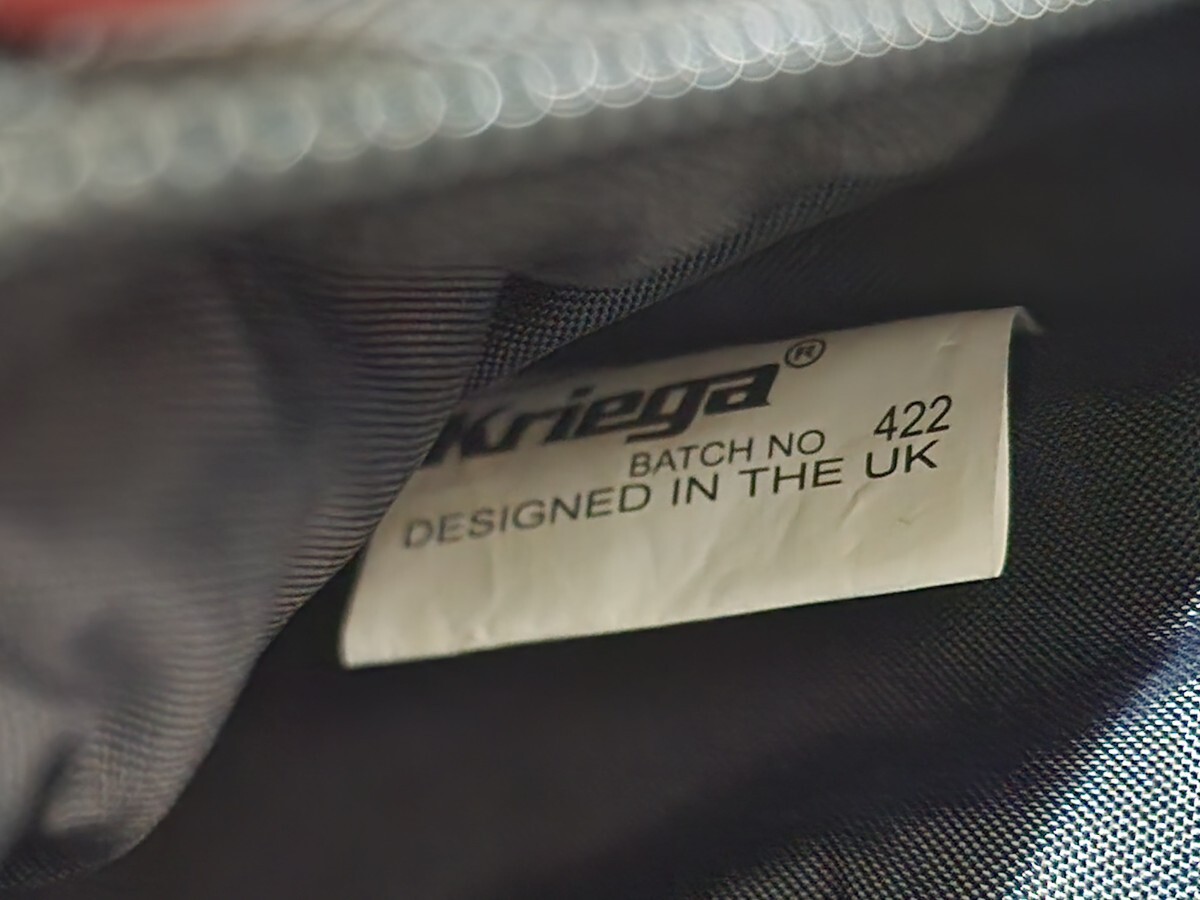 Kriega®
BATCH NO 422
DESIGNED IN THE UK